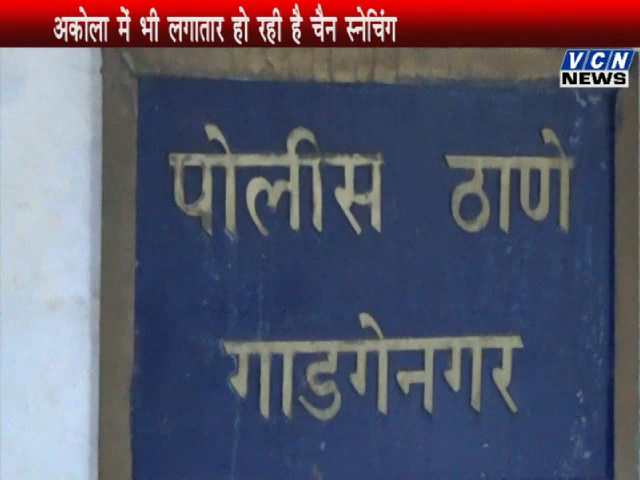 अकोला में भी लगातार हो रही है चैन स्नेचिंग
VCN
NEWS
पोलीस ठाणे
गाडगेनगर